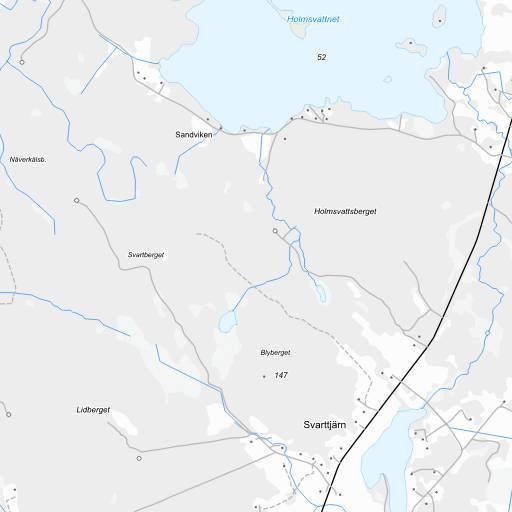 Holmsvattnet
52
Sandviken
Näverkälsb.
Holmsvattsberget
Svartberget
Blyberget
147
Lidberget
Svarttjärn